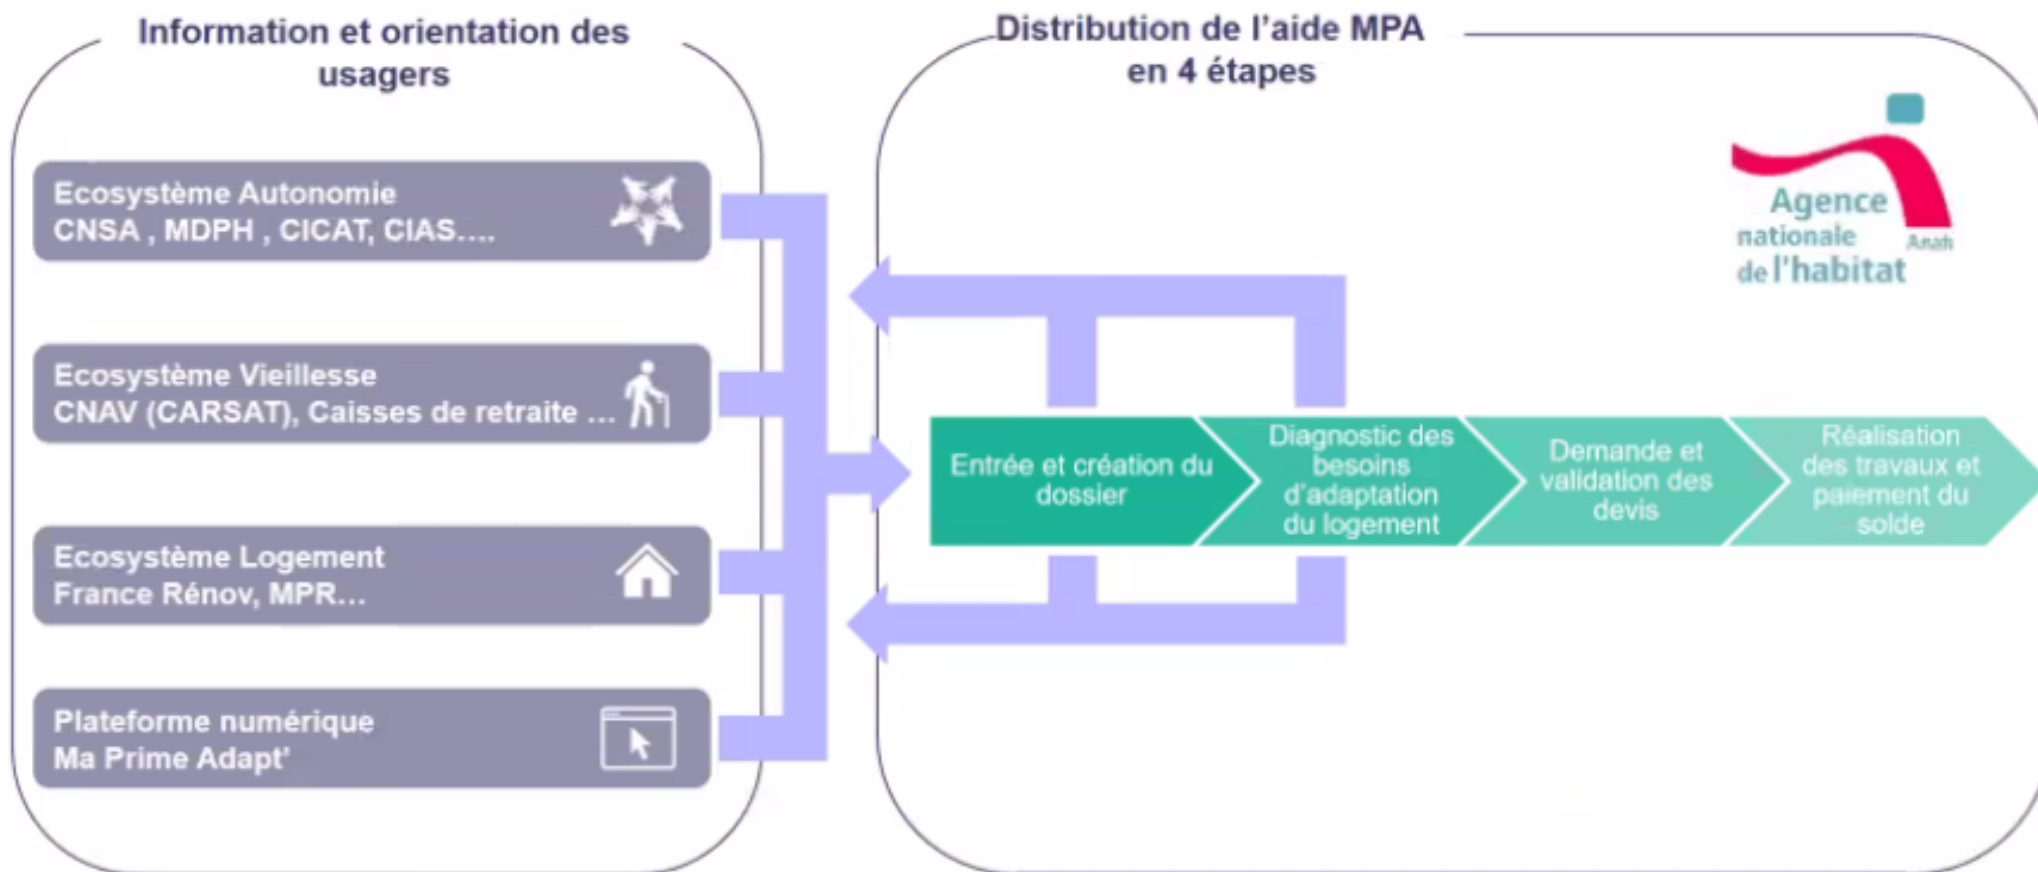 Information et orientation des
usagers
Ecosystème Autonomie
CNSA , MDPH , CICAT, CIAS....
Ecosystème Vieillesse
CNAV (CARSAT), Caisses de retraite ...
Ecosystème Logement
France Rénov, MPR...
Plateforme numérique
Ma Prime Adapt'
Distribution de l'aide MPA
en 4 étapes
Agence
nationale
de l'habitat
Anah
Entrée et création du
dossier
Diagnostic des
besoins
d'adaptation
du logement
Demande et
validation des
devis
Réalisation
des travaux et
paiement du
solde